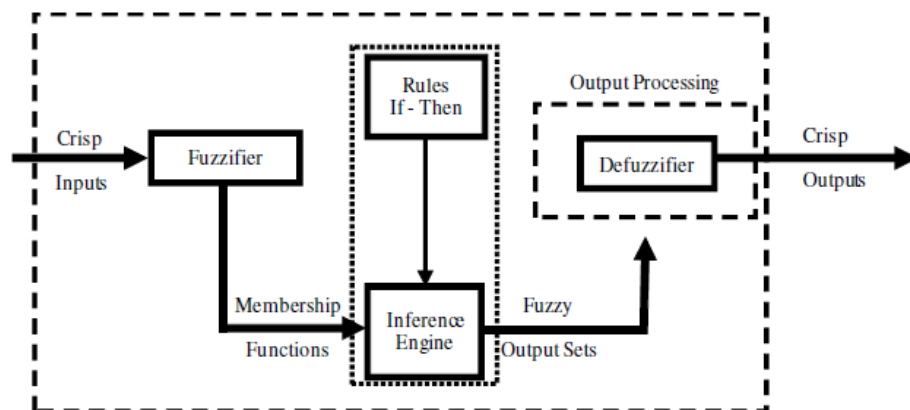 Rules
If - Then
Output Processing
Crisp
Inputs
Fuzzifier
Defuzzifier
Crisp
Outputs
Membership
Functions
Inference
Engine
Fuzzy
Output Sets